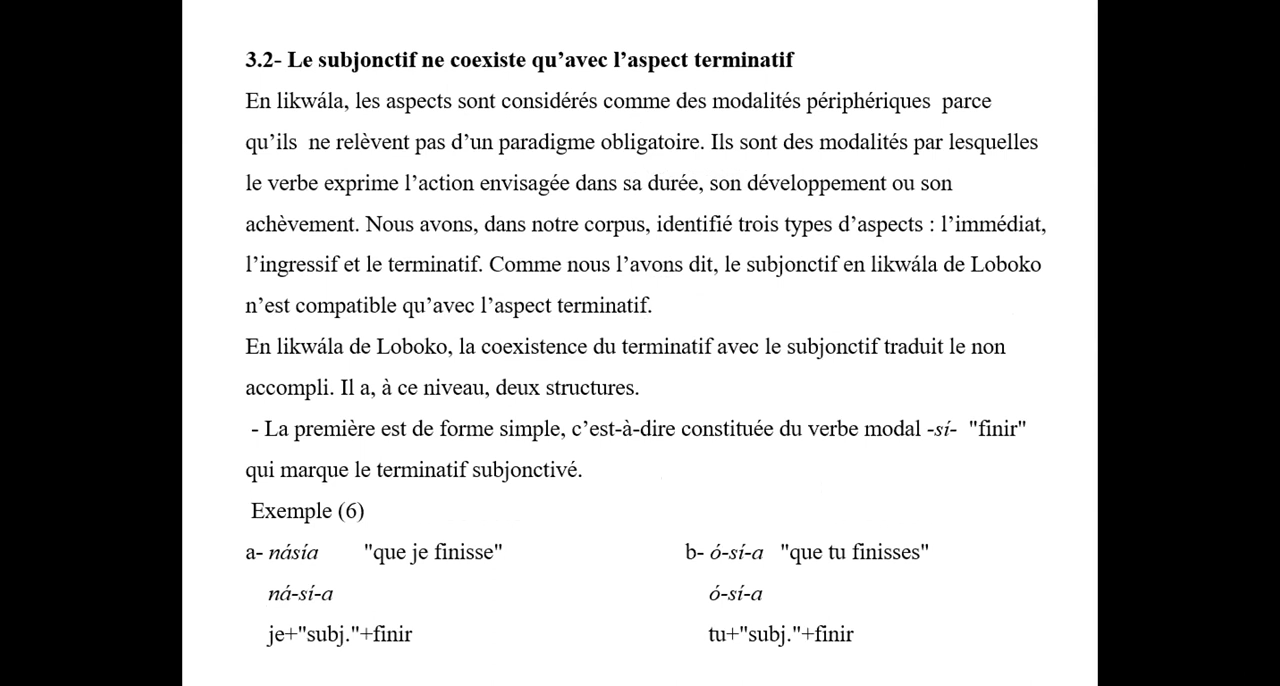 3.2- Le subjonctif ne coexiste qu’avec l’aspect terminatif
En likwála, les aspects sont considérés comme des modalités périphériques  parce
qu’ils  ne relèvent pas d’un paradigme obligatoire. Ils sont des modalités par lesquelles
le verbe exprime l’action envisagée dans sa durée, son développement ou son
achèvement. Nous avons, dans notre corpus, identifié trois types d’aspects : l’immédiat,
l’ingressif et le terminatif. Comme nous l’avons dit, le subjonctif en likwála de Loboko
n’est compatible qu’avec l’aspect terminatif.
En likwála de Loboko, la coexistence du terminatif avec le subjonctif traduit le non
accompli. Il a, à ce niveau, deux structures.
- La première est de forme simple, c’est-à-dire constituée du verbe modal -sí-  "finir"
qui marque le terminatif subjonctivé.
Exemple (6)
a- násía "que je finisse" b- ó-sí-a "que tu finisses"
ná-sí-a ó-sí-a
je+"subj."+finir tu+"subj."+finir